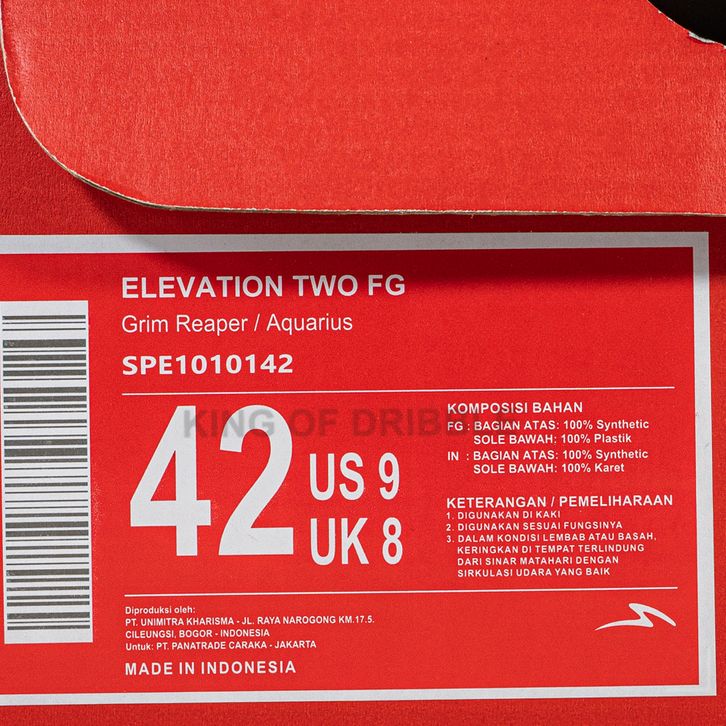 ELEVATION TWO FG
Grim Reaper / Aquarius
SPE1010142
KING OF DRIBB
42
US 9
UK 8
KOMPOSISI BAHAN
FG : BAGIAN ATAS: 100% Synthetic
SOLE BAWAH: 100% Plastik
IN : BAGIAN ATAS: 100% Synthetic
SOLE BAWAH: 100% Karet
KETERANGAN / PEMELIHARAAN
1. DIGUNAKAN DI KAKI
2. DIGUNAKAN SESUAI FUNGSINYA
3. DALAM KONDISI LEMBAB ATAU BASAH,
KERINGKAN DI TEMPAT TERLINDUNG
DARI SINAR MATAHARI DENGAN
SIRKULASI UDARA YANG BAIK
Diproduksi oleh:
PT. UNIMITRA KHARISMA - JL. RAYA NAROGONG KM.17.5.
CILEUNGSI, BOGOR - INDONESIA
Untuk: PT. PANATRADE CARAKA - JAKARTA
MADE IN INDONESIA